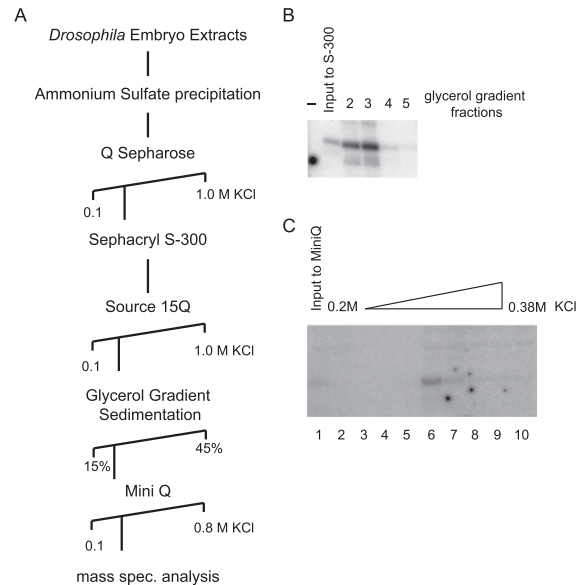 A
Drosophila Embryo Extracts
Ammonium Sulfate precipitation
Q Sepharose
0.1
1.0 M KCl
Sephacryl S-300
Source 15Q
0.1
1.0 M KCl
Glycerol Gradient
Sedimentation
15%
45%
Mini Q
0.1
0.8 M KCl
mass spec. analysis
B
– Input to S-300 2 3 4 5
glycerol gradient
fractions
C
Input to MiniQ
0.2M
0.38M KCl
1 2 3 4 5 6 7 8 9 10